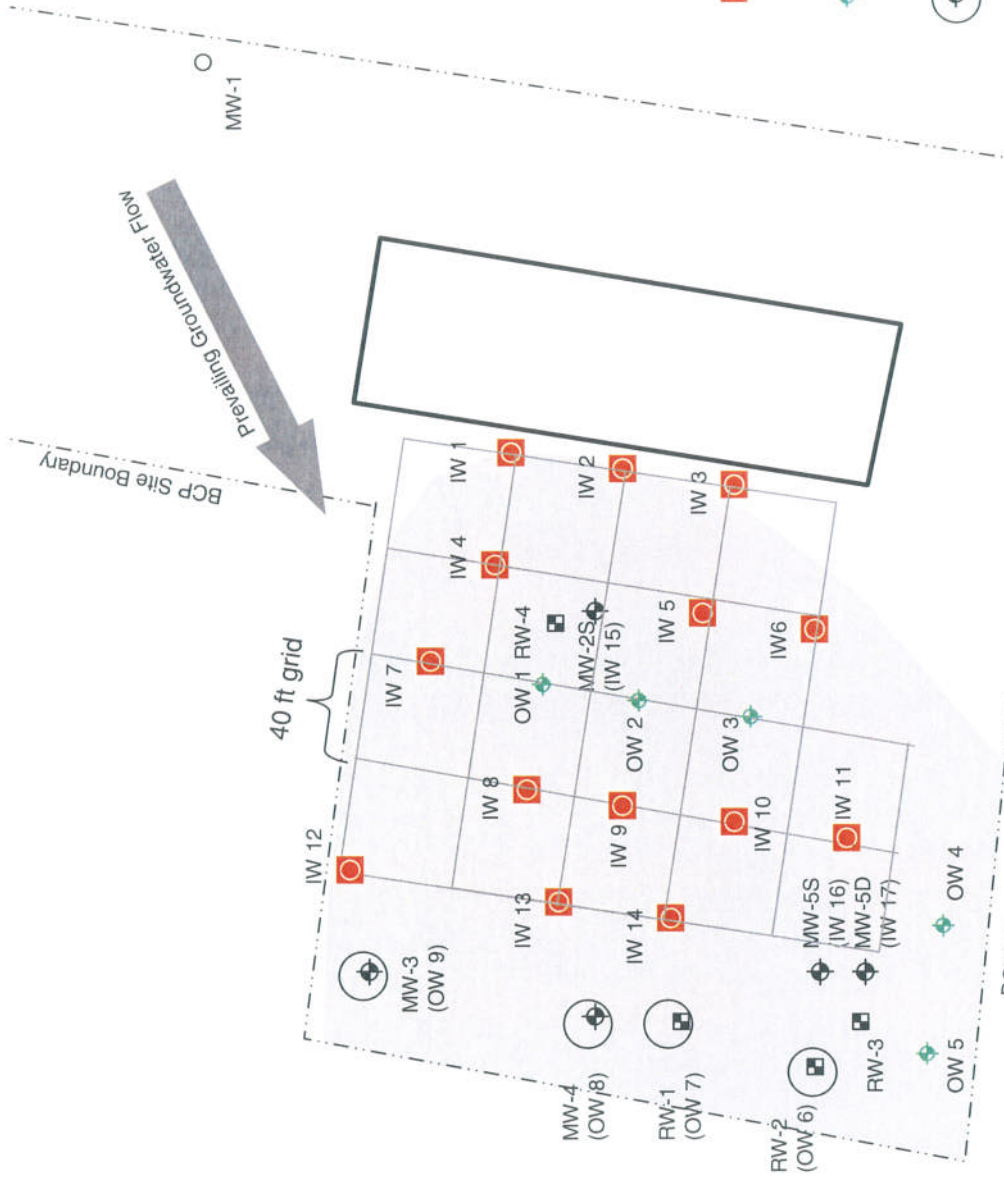 MW-1
Prevailing Groundwater Flow
BCP Site Boundary
40 ft grid
IW 1
IW 2
IW 3
IW 4
IW 5
IW6
IW 7
OW 1
RW-4
MW-2S
(IW 15)
OW 2
OW 3
IW 8
IW 9
IW 10
IW 11
IW 12
IW 13
IW 14
MW-3
(OW 9)
MW-4
(OW 8)
RW-1
(OW 7)
RW-2
(OW 6)
MW-5S
(IW 16)
MW-5D
(IW 17)
RW-3
OW 4
OW 5